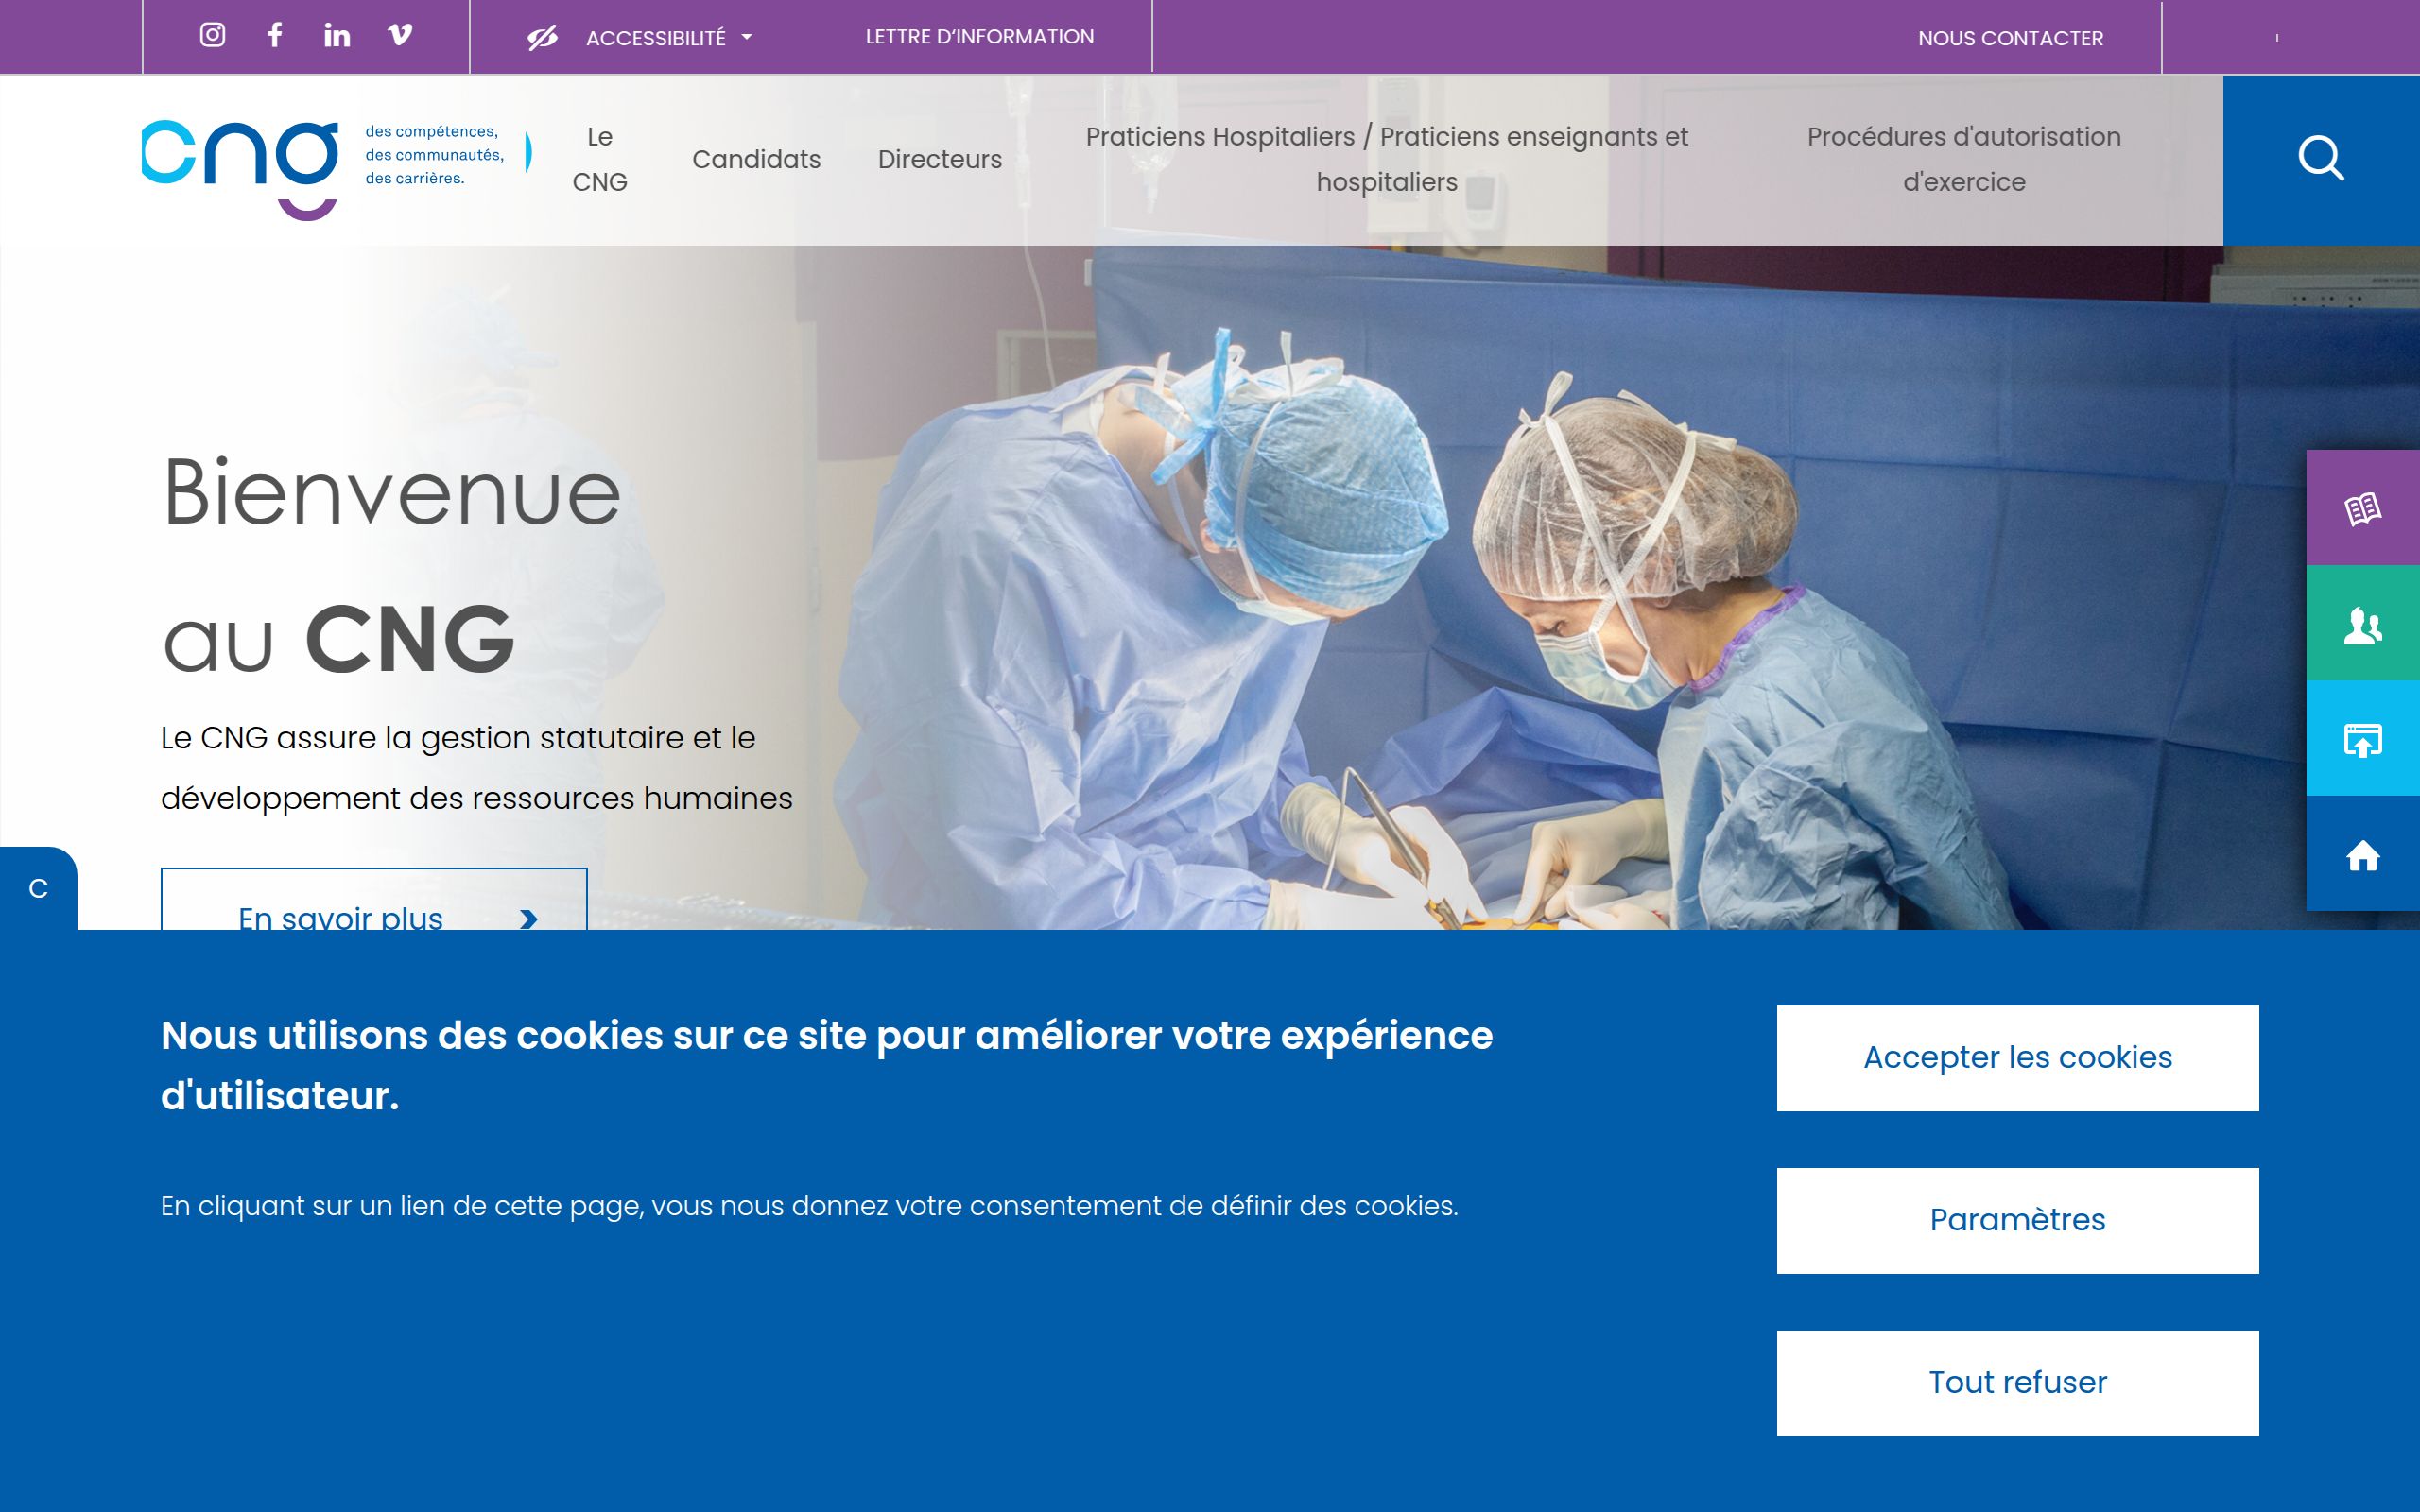 ACCESSIBILITÉ
LETTRE D'INFORMATION
NOUS CONTACTER
cng
des compétences,
des communautés,
des carrières.
Le
CNG
Candidats
Directeurs
Praticiens Hospitaliers / Praticiens enseignants et
hospitaliers
Procédures d'autorisation
d'exercice
Bienvenue
au CNG
Le CNG assure la gestion statutaire et le
développement des ressources humaines
En savoir plus
C
Nous utilisons des cookies sur ce site pour améliorer votre expérience
d'utilisateur.
En cliquant sur un lien de cette page, vous nous donnez votre consentement de définir des cookies.
Accepter les cookies
Paramètres
Tout refuser